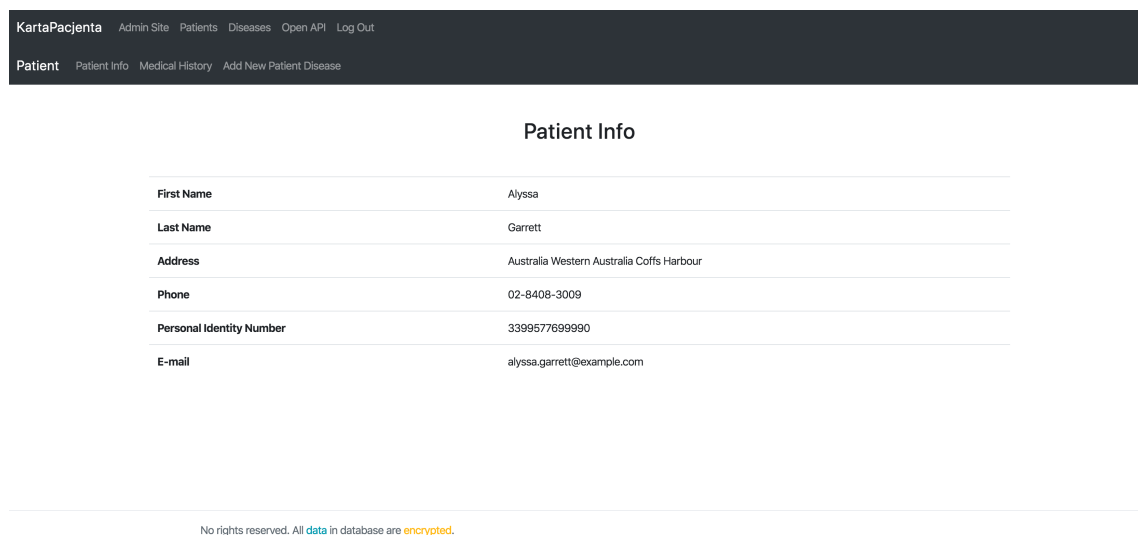 KartaPacjenta Admin Site Patients Diseases Open API Log Out
Patient Patient Info Medical History Add New Patient Disease
Patient Info
First Name Alyssa
Last Name Garrett
Address Australia Western Australia Coffs Harbour
Phone 02-8408-3009
Personal Identity Number 3399577699990
E-mail alyssa.garrett@example.com
No rights reserved. All data in database are encrypted.